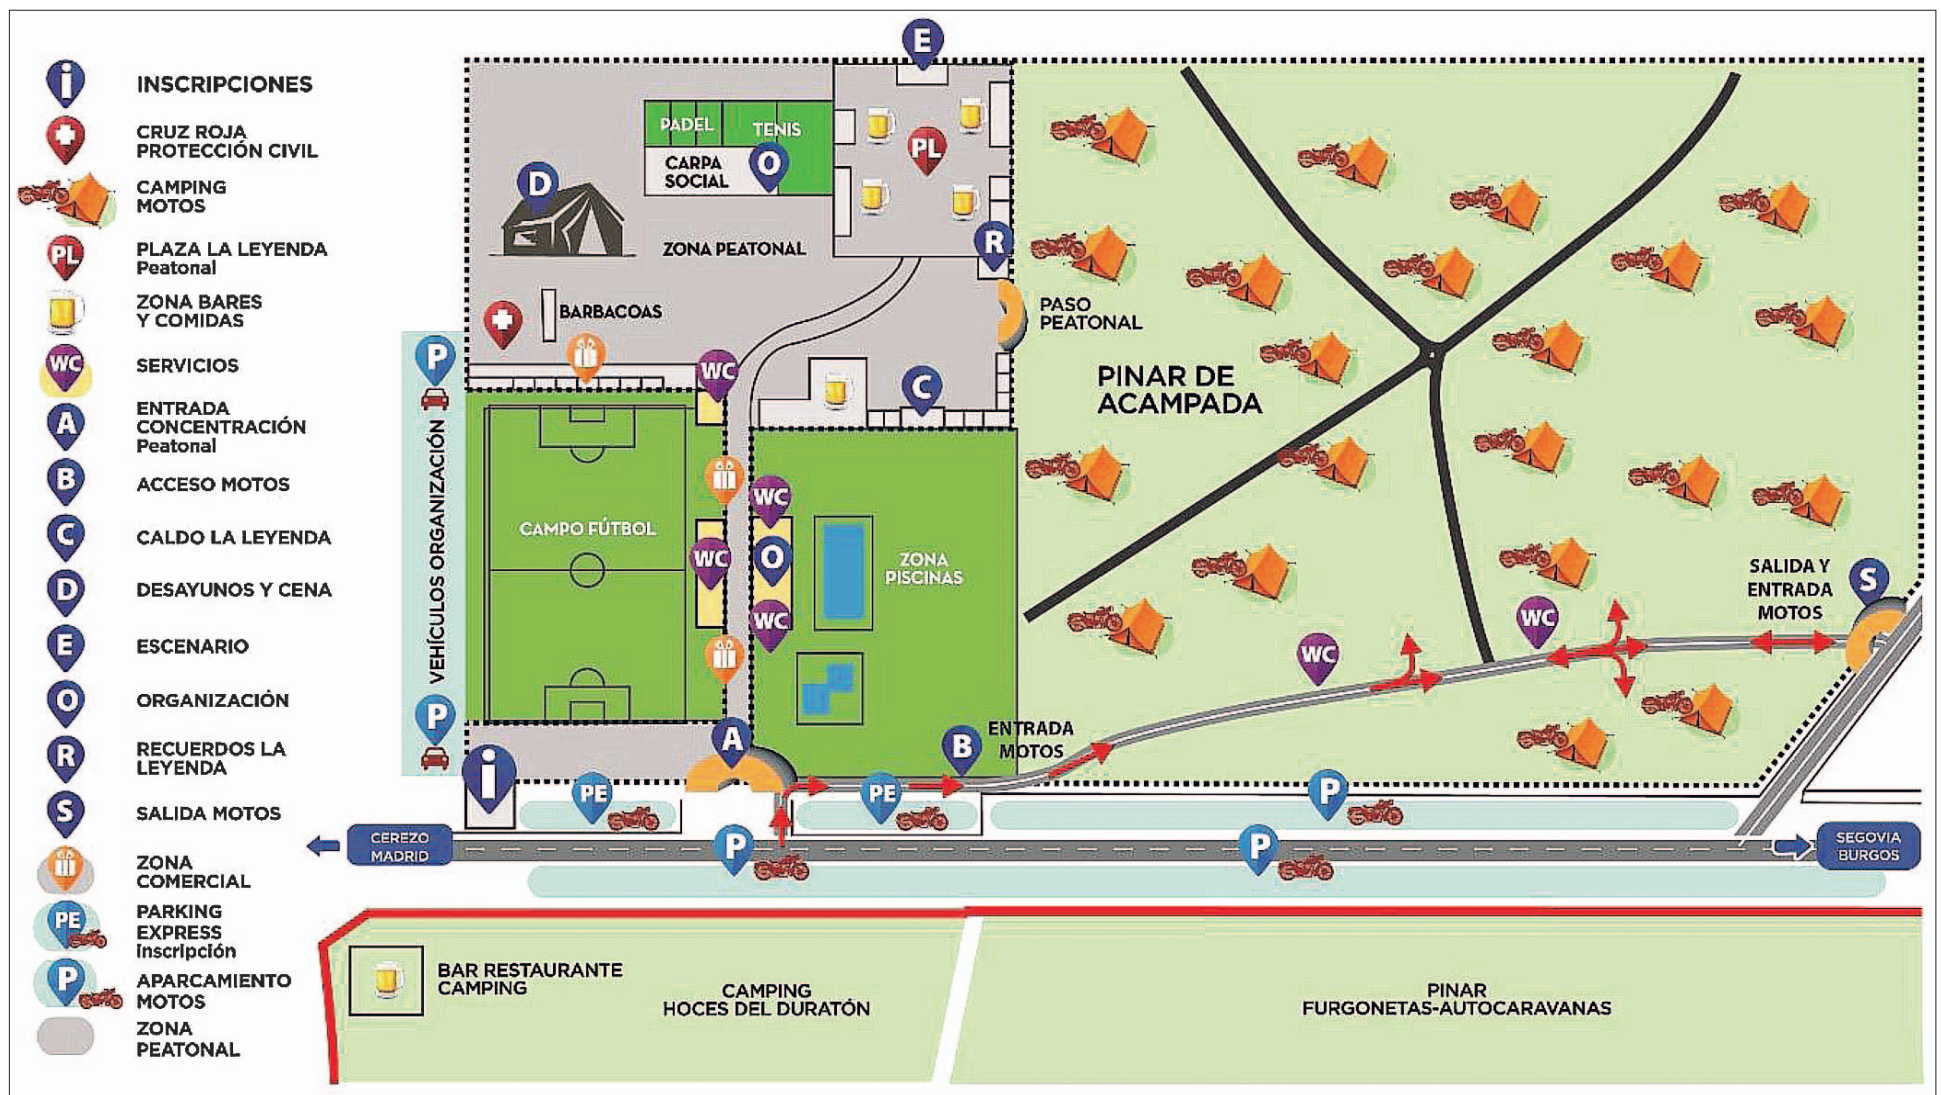 i
INSCRIPCIONES
CRUZ ROJA
PROTECCIÓN CIVIL
CAMPING
MOTOS
PL
PLAZA LA LEYENDA
Peatonal
ZONA BARES
Y COMIDAS
WC
SERVICIOS
A
ENTRADA
CONCENTRACIÓN
Peatonal
B
ACCESO MOTOS
C
CALDO LA LEYENDA
D
DESAYUNOS Y CENA
E
ESCENARIO
O
ORGANIZACIÓN
R
RECUERDOS LA
LEYENDA
S
SALIDA MOTOS
ZONA
COMERCIAL
PE
PARKING
EXPRESS
inscripción
P
APARCAMIENTO
MOTOS
ZONA
PEATONAL
E
PADEL
TENIS
CARPA
SOCIAL
O
PL
D
ZONA PEATONAL
R
BARBACOAS
PASO
PEATONAL
P
WC
C
PINAR DE
ACAMPADA
VEHÍCULOS ORGANIZACIÓN
CAMPO FÚTBOL
WC
WC
O
WC
ZONA
PISCINAS
SALIDA Y
ENTRADA
MOTOS
S
WC
WC
P
i
A
B
ENTRADA
MOTOS
PE
PE
P
CEREZO
MADRID
P
P
SEGOVIA
BURGOS
BAR RESTAURANTE
CAMPING
CAMPING
HOCES DEL DURATÓN
PINAR
FURGONETAS-AUTOCARAVANAS